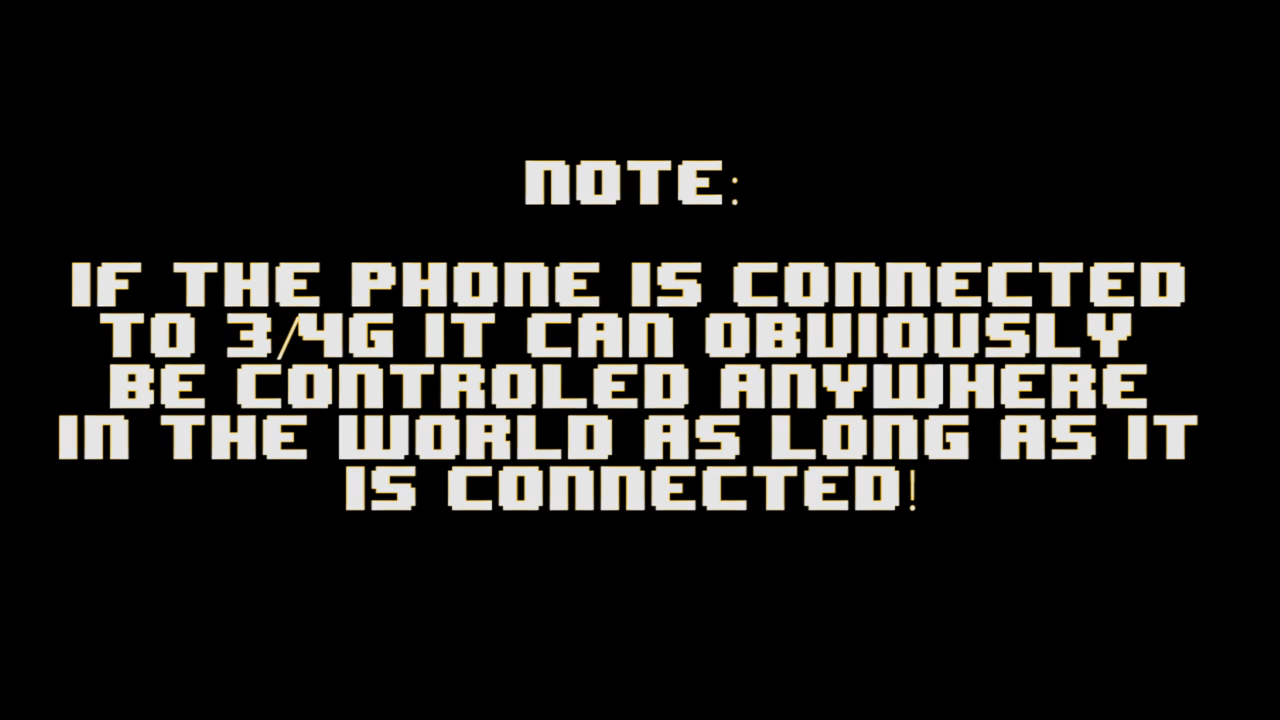 NOTE:
IF THE PHONE IS CONNECTED
TO 3/4G IT CAN OBVIOUSLY
BE CONTROLED ANYWHERE
IN THE WORLD AS LONG AS IT
IS CONNECTED!